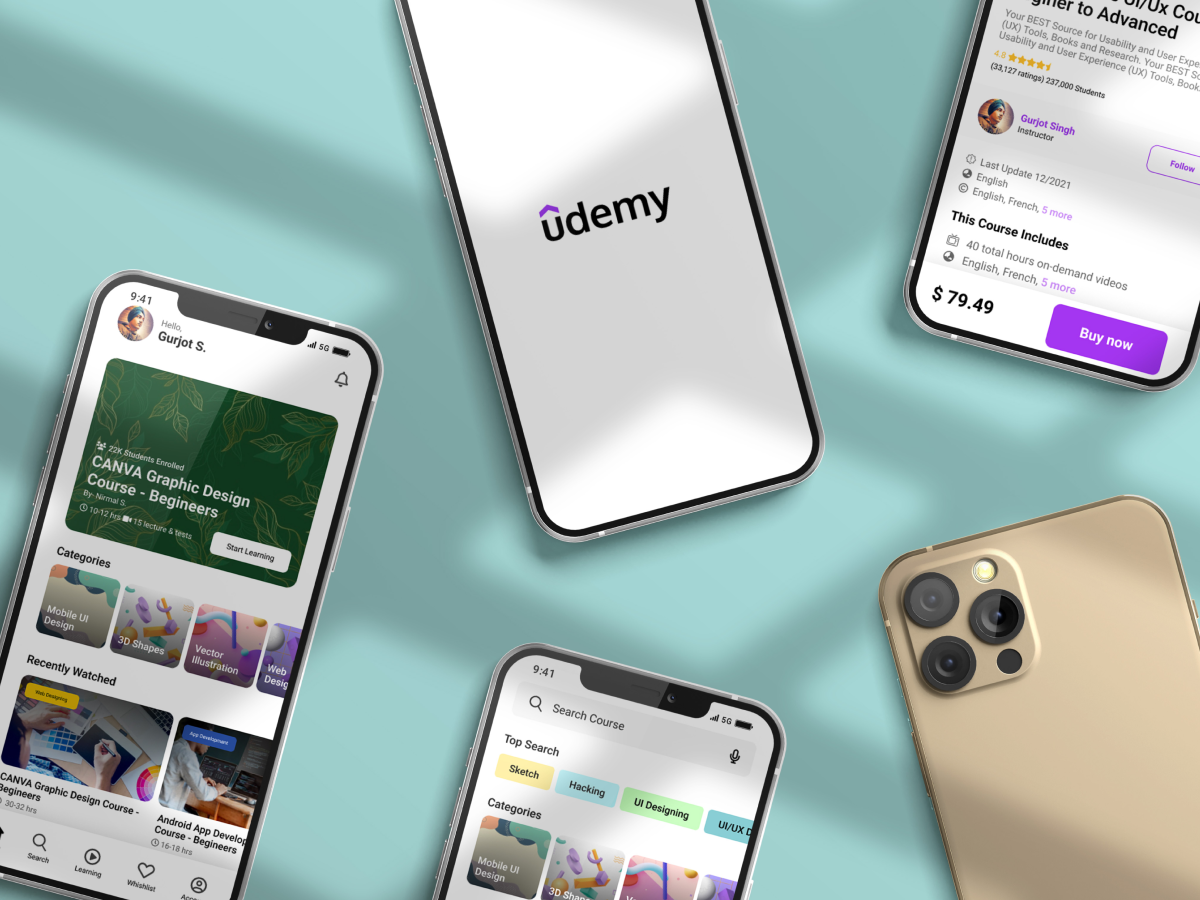 udemy
UI/Ux Cou
to Advanced
Your BEST Source for Usability and User Expe
(UX) Tools, Books and Research. Your BEST So
Usability and User Experience (UX) Tools, Book
4.8
(33,127 ratings) 237,000 Students
Gurjot Singh
Instructor
Follow
Last Update 12/2021
English
English, French, 5 more
This Course Includes
40 total hours on-demand videos
English, French, 5 more
$ 79.49
Buy now
9:41
5G
Hello,
Gurjot S.
22K Students Enrolled
CANVA Graphic Design
Course - Begineers
By- Nirmal S.
10-12 hrs 15 lecture & tests
Start Learning
Categories
Mobile UI
Design
3D Shapes
Vector
Illustration
Web
Desig
Recently Watched
Web Designing
App Development
CANVA Graphic Design Course -
Begineers
30-32 hrs
Android App Develop
Course - Begineers
16-18 hrs
Search
Learning
Whishlist
9:41
5G
Search Course
Top Search
Sketch
Hacking
UI Designing
UI/UX D
Categories
Mobile UI
Design
3D Shapes
Vector